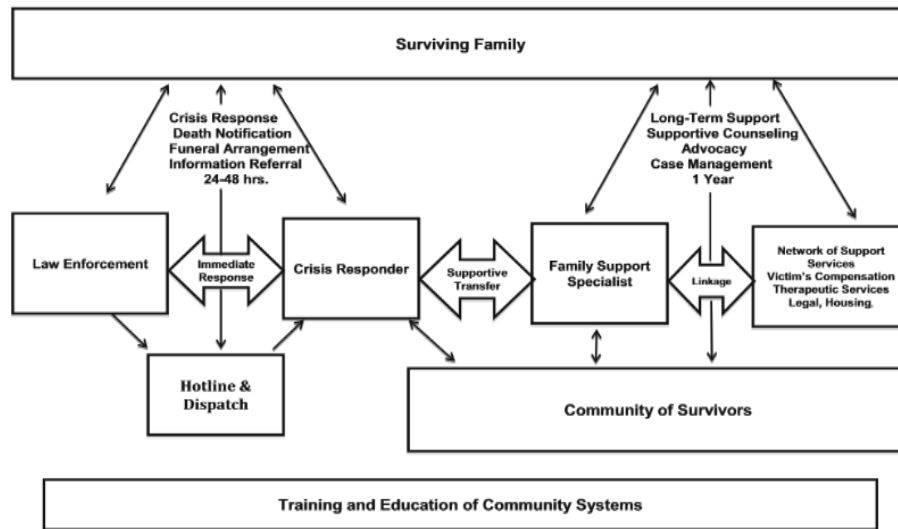 Surviving Family
Crisis Response
Death Notification
Funeral Arrangement
Information Referral
24-48 hrs.
Long-Term Support
Supportive Counseling
Advocacy
Case Management
1 Year
Law Enforcement
Immediate
Response
Crisis Responder
Supportive
Transfer
Family Support
Specialist
Linkage
Network of Support
Services
Victim's Compensation
Therapeutic Services
Legal, Housing.
Hotline &
Dispatch
Community of Survivors
Training and Education of Community Systems